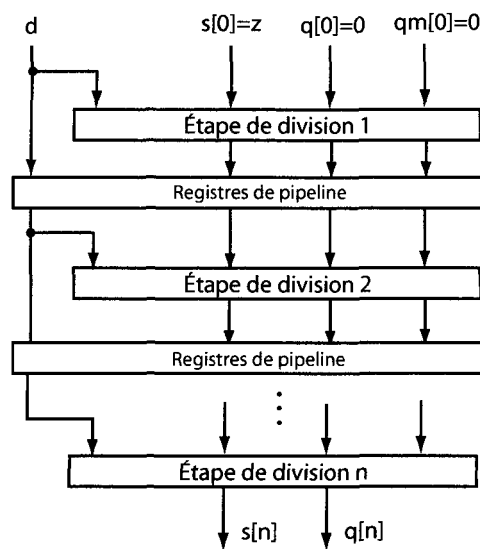 d s[0]=z q[0]=0 qm[0]=0
Étape de division 1
Registres de pipeline
Étape de division 2
Registres de pipeline
Étape de division n
s[n] q[n]